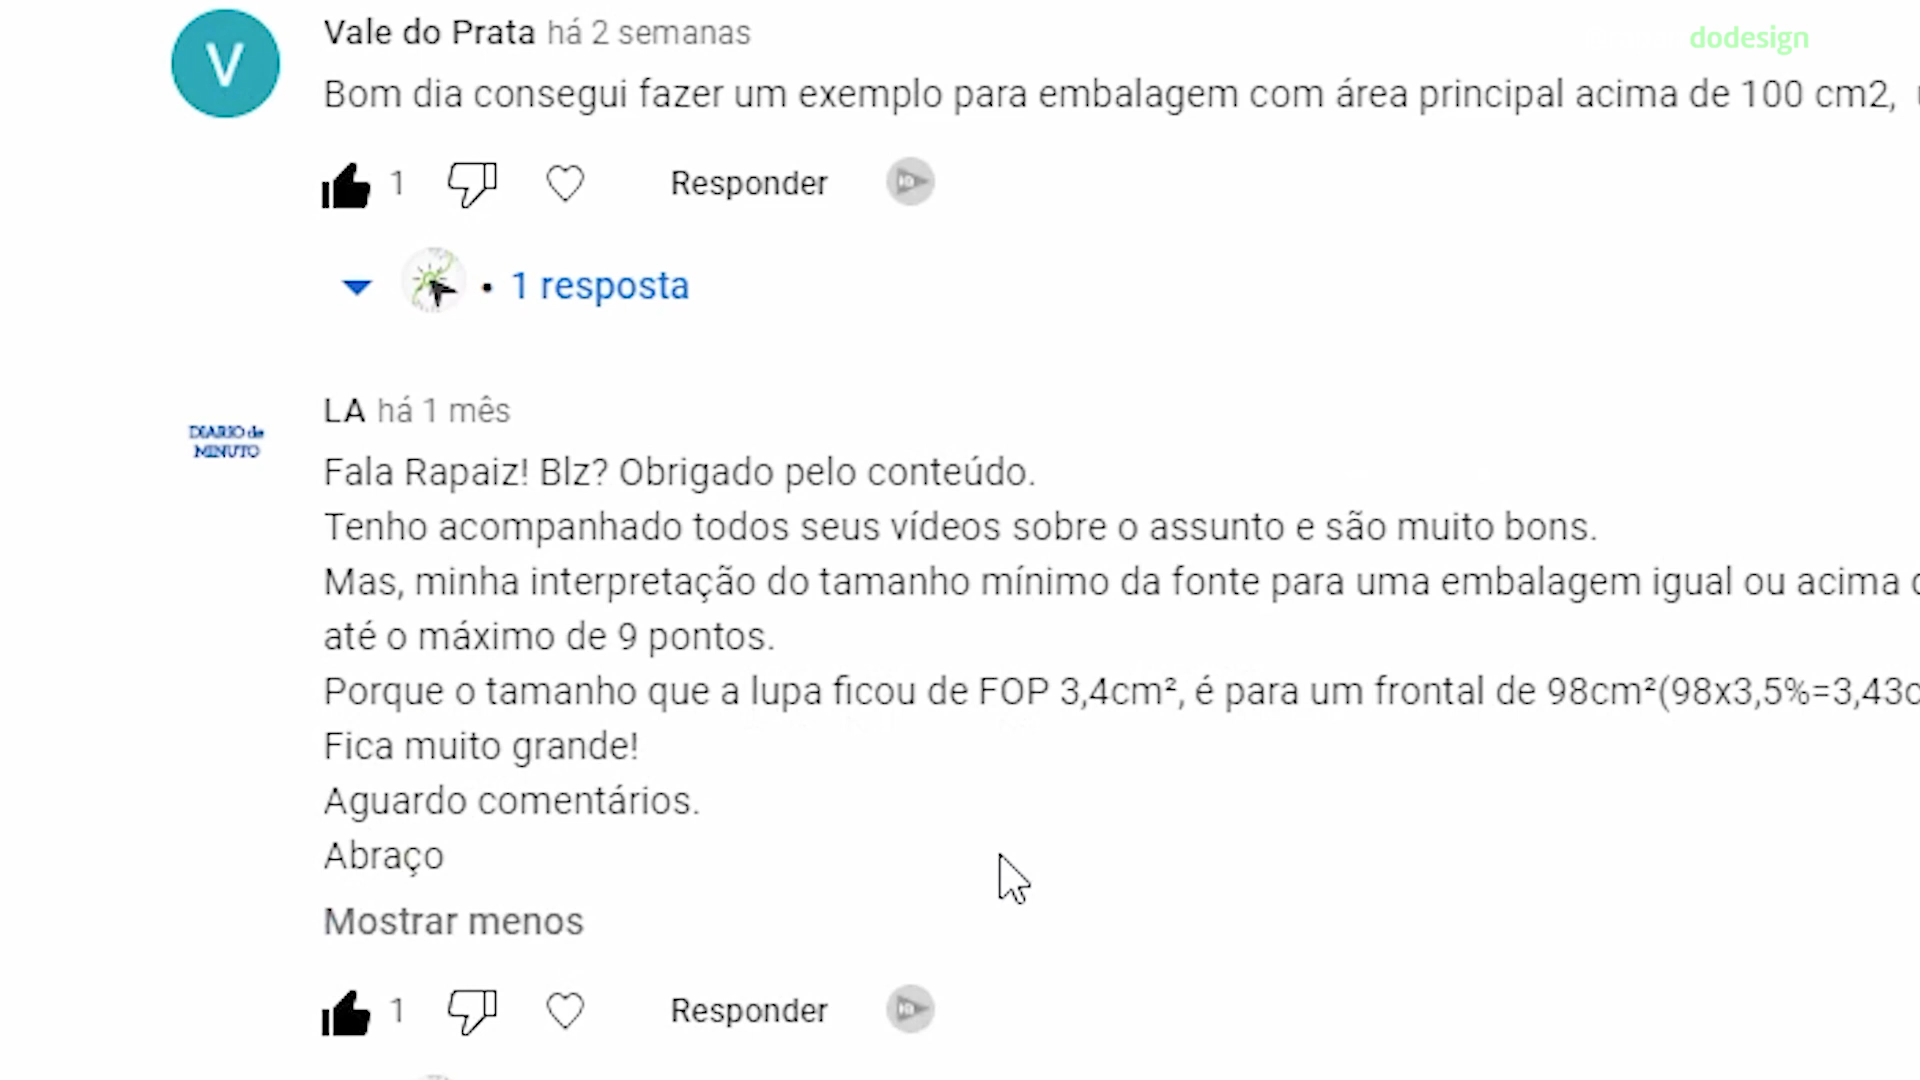 dodesign
V
Vale do Prata há 2 semanas
Bom dia consegui fazer um exemplo para embalagem com área principal acima de 100 cm2,
1
Responder
1 resposta
DIARIO de
MINUTO
LA há 1 mês
Fala Rapaiz! Blz? Obrigado pelo conteúdo.
Tenho acompanhado todos seus vídeos sobre o assunto e são muito bons.
Mas, minha interpretação do tamanho mínimo da fonte para uma embalagem igual ou acima
até o máximo de 9 pontos.
Porque o tamanho que a lupa ficou de FOP 3,4cm², é para um frontal de 98cm²(98x3,5%=3,43c
Fica muito grande!
Aguardo comentários.
Abraço
Mostrar menos
1
Responder